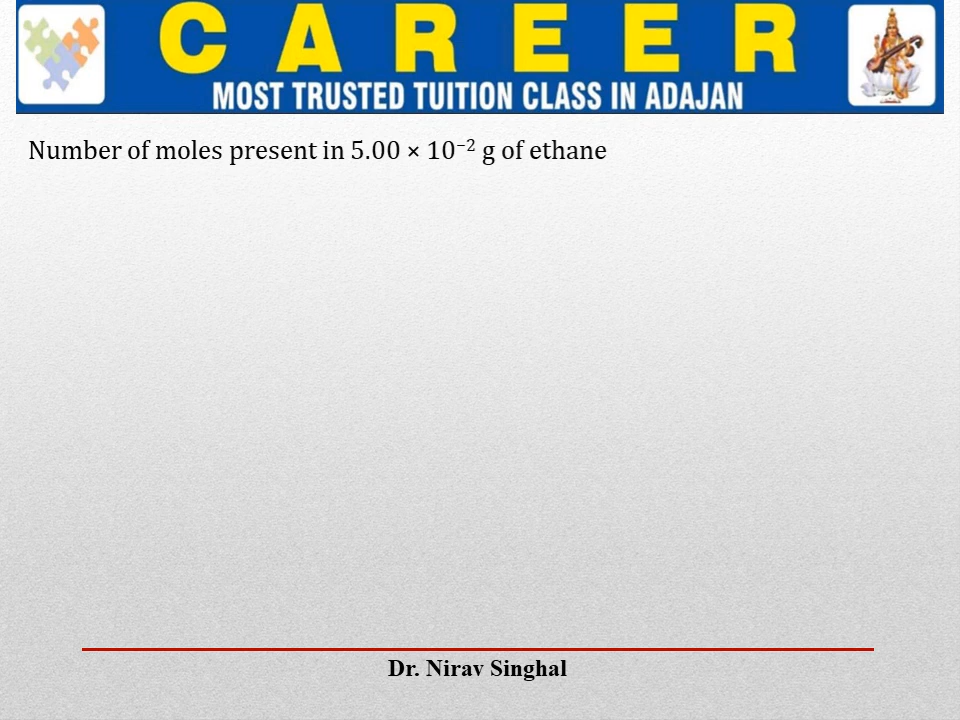 CAREER
MOST TRUSTED TUITION CLASS IN ADAJAN
Number of moles present in 5.00 × 10⁻² g of ethane
Dr. Nirav Singhal